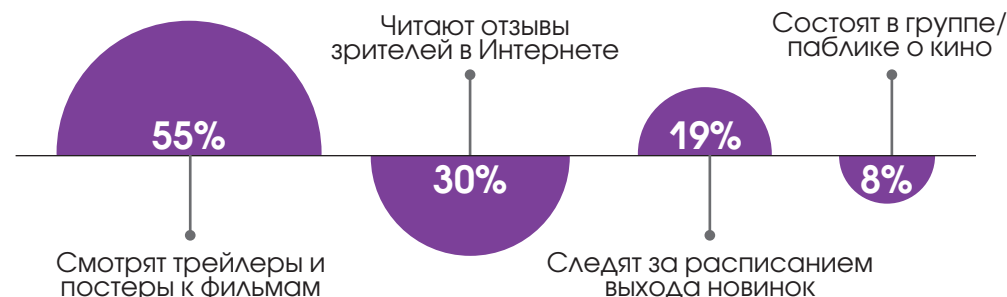 Читают отзывы
зрителей в Интернете
Состоят в группе/
паблике о кино
55%
30%
19%
8%
Смотрят трейлеры и
постеры к фильмам
Следят за расписанием
выхода новинок